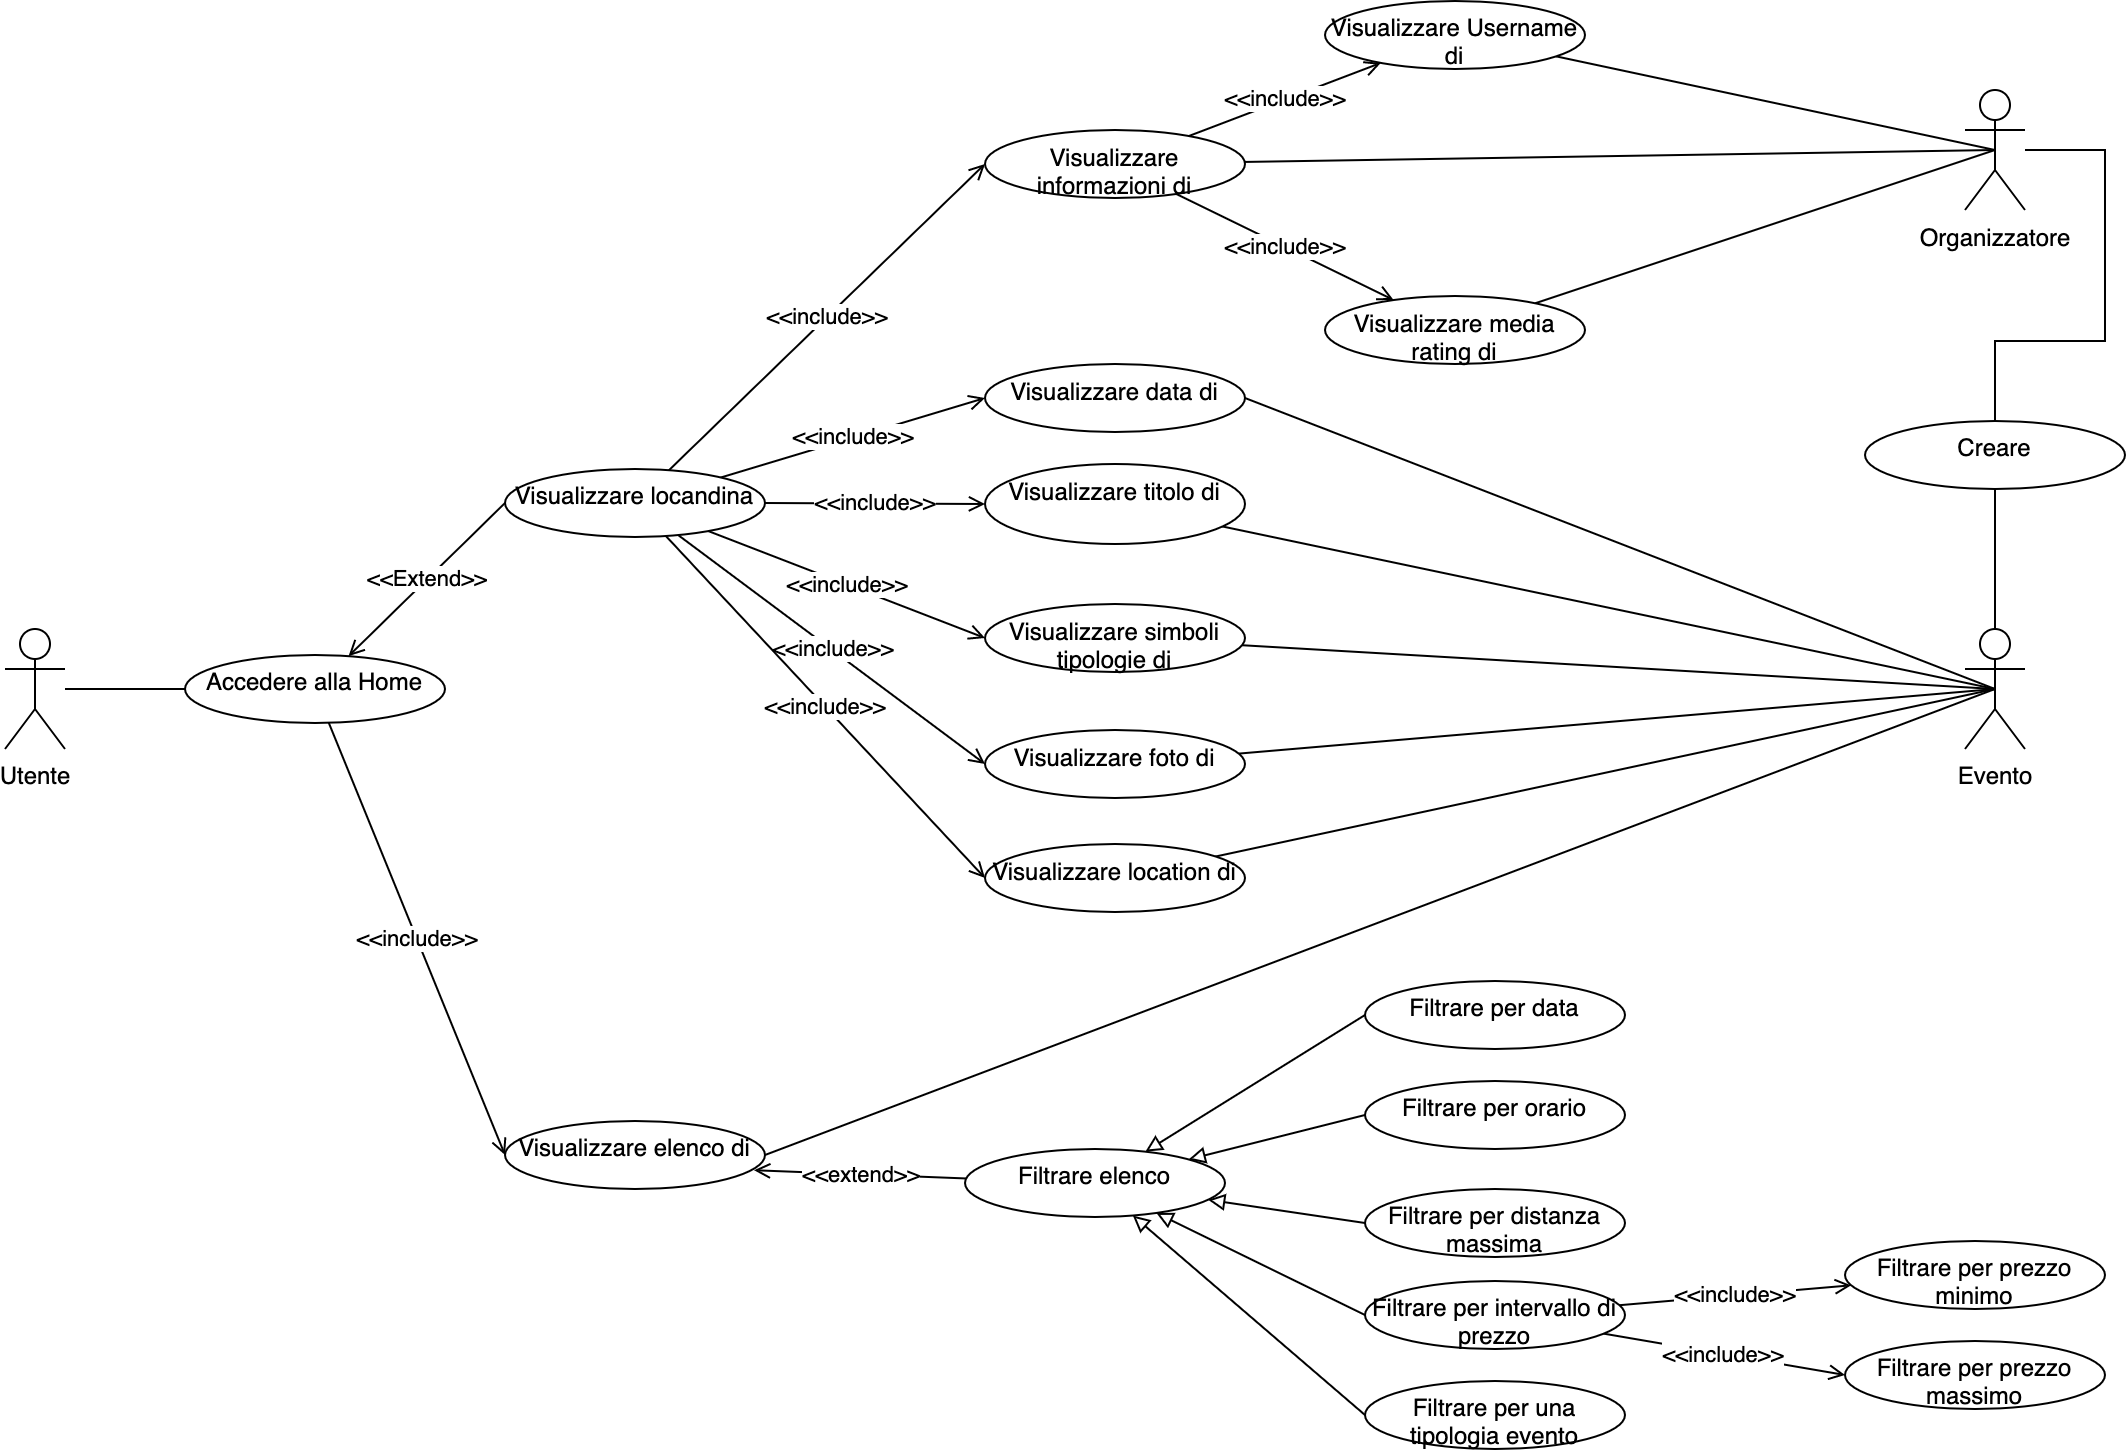 Visualizzare Username
di
<<include>>
Visualizzare
informazioni di
<<include>>
Organizzatore
<<include>>
Visualizzare media
rating di
Visualizzare data di
<<include>>
Creare
Visualizzare locandina
<<include>>
Visualizzare titolo di
<<Extend>>
<<include>>
Visualizzare simboli
tipologie di
<<include>>
Accedere alla Home
<<include>>
Visualizzare foto di
Utente
Evento
Visualizzare location di
<<include>>
Filtrare per data
Filtrare per orario
Visualizzare elenco di
<<extend>>
Filtrare elenco
Filtrare per distanza
massima
Filtrare per intervallo di
prezzo
<<include>>
Filtrare per prezzo
minimo
<<include>>
Filtrare per prezzo
massimo
Filtrare per una
tipologia evento